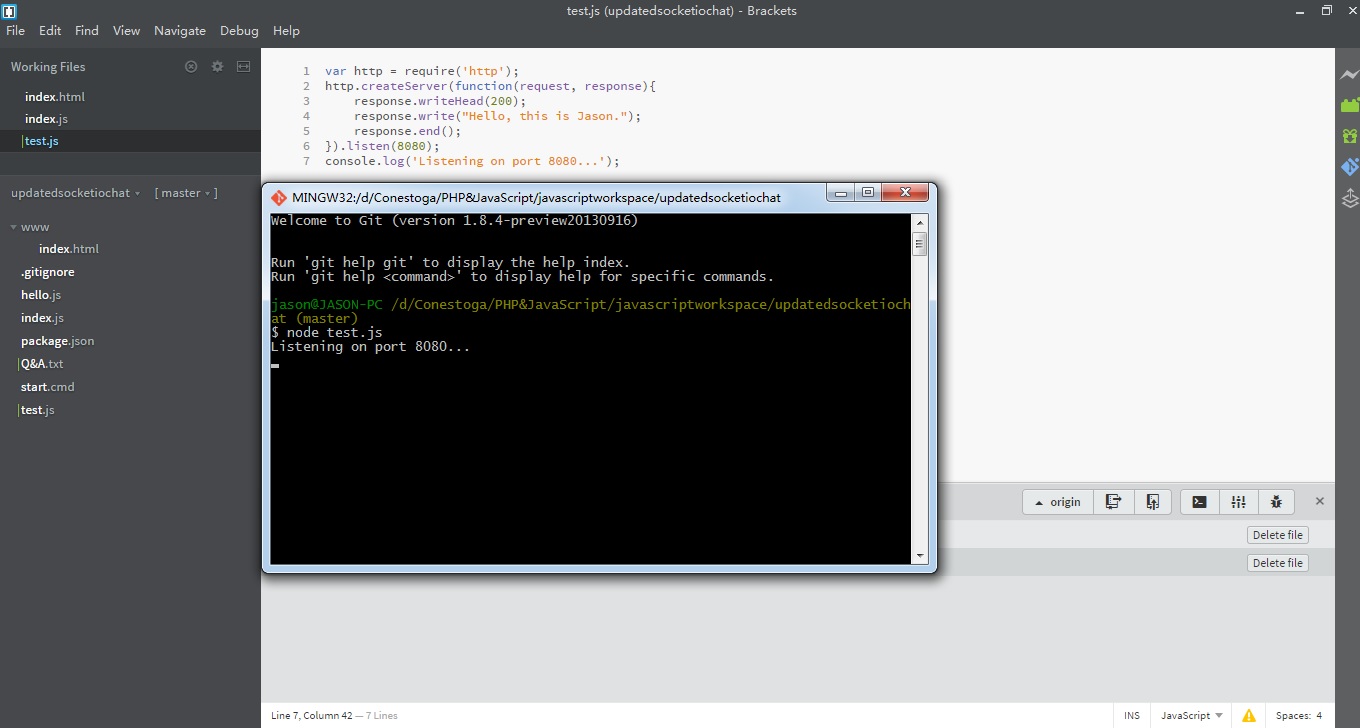 test.js (updatedsocketiochat) - Brackets
File Edit Find View Navigate Debug Help
Working Files
index.html
index.js
test.js
updatedsocketiochat [ master ]
www
index.html
.gitignore
hello.js
index.js
package.json
Q&A.txt
start.cmd
test.js
1 var http = require('http');
2 http.createServer(function(request, response){
3 response.writeHead(200);
4 response.write("Hello, this is Jason.");
5 response.end();
6 }).listen(8080);
7 console.log('Listening on port 8080...');
MINGW32:/d/Conestoga/PHP&JavaScript/javascriptworkspace/updatedsocketiochat
Welcome to Git (version 1.8.4-preview20130916)
Run 'git help git' to display the help index.
Run 'git help <command>' to display help for specific commands.
jason@JASON-PC /d/Conestoga/PHP&JavaScript/javascriptworkspace/updatedsocketioch
at (master)
$ node test.js
Listening on port 8080...
origin
Delete file
Delete file
Line 7, Column 42 — 7 Lines
INS JavaScript Spaces: 4